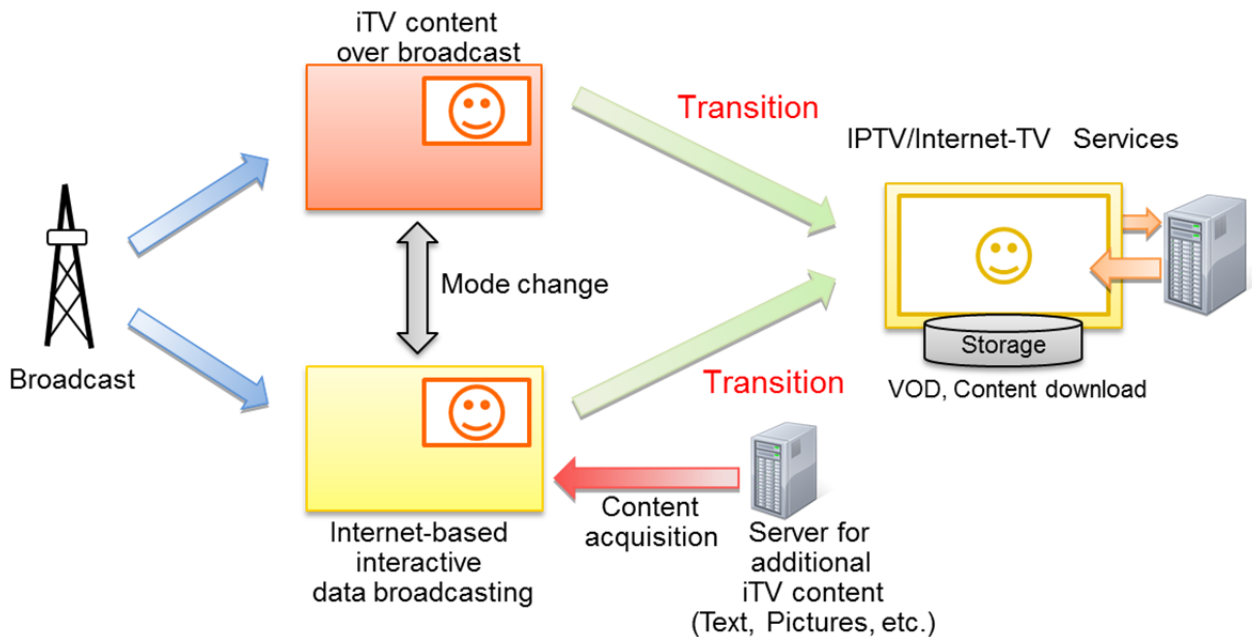 iTV content
over broadcast
Transition
IPTV/Internet-TV Services
Mode change
Broadcast
Storage
VOD, Content download
Transition
Content
acquisition
Internet-based
interactive
data broadcasting
Server for
additional
iTV content
(Text, Pictures, etc.)